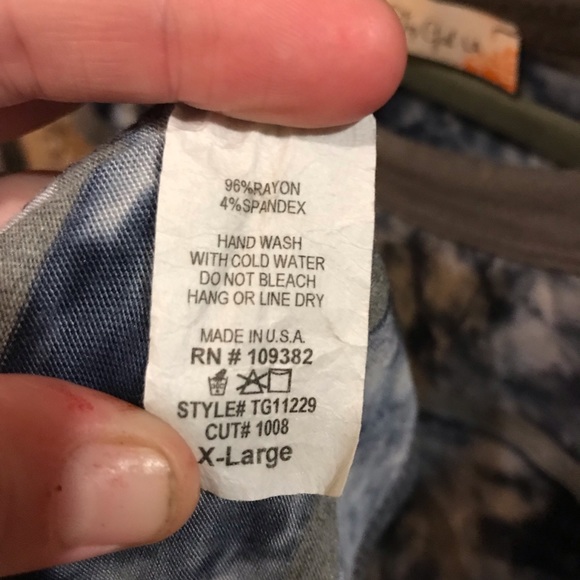 96%RAYON
4%SPANDEX
HAND WASH
WITH COLD WATER
DO NOT BLEACH
HANG OR LINE DRY
MADE IN U.S.A.
RN # 109382
STYLE# TG11229
CUT# 1008
X-Large